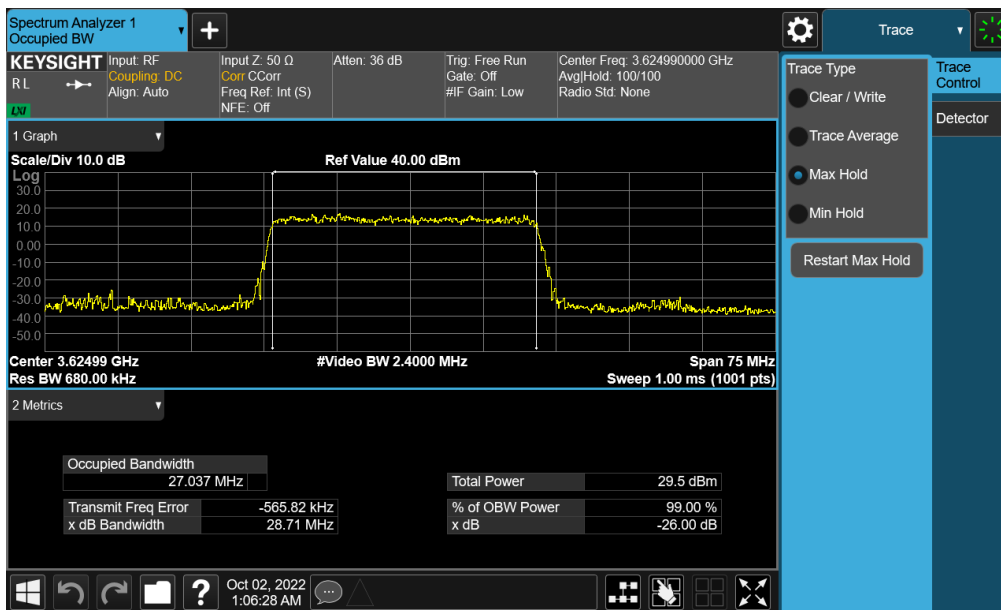 Spectrum Analyzer 1
Occupied BW
+
Trace
KEYSIGHT
RL
LXI
Input: RF
Coupling: DC
Align: Auto
Input Z: 50 Ω
Corr CCorr
Freq Ref: Int (S)
NFE: Off
Atten: 36 dB
Trig: Free Run
Gate: Off
#IF Gain: Low
Center Freq: 3.624990000 GHz
Avg|Hold: 100/100
Radio Std: None
Trace Type
Clear / Write
Trace Average
Max Hold
Min Hold
Restart Max Hold
Trace
Control
Detector
1 Graph
Scale/Div 10.0 dB
Ref Value 40.00 dBm
Log
30.0
20.0
10.0
0.00
-10.0
-20.0
-30.0
-40.0
-50.0
Center 3.62499 GHz
#Video BW 2.4000 MHz
Span 75 MHz
Res BW 680.00 kHz
Sweep 1.00 ms (1001 pts)
2 Metrics
Occupied Bandwidth
27.037 MHz
Transmit Freq Error -565.82 kHz
x dB Bandwidth 28.71 MHz
Total Power 29.5 dBm
% of OBW Power 99.00 %
x dB -26.00 dB
?
Oct 02, 2022
1:06:28 AM